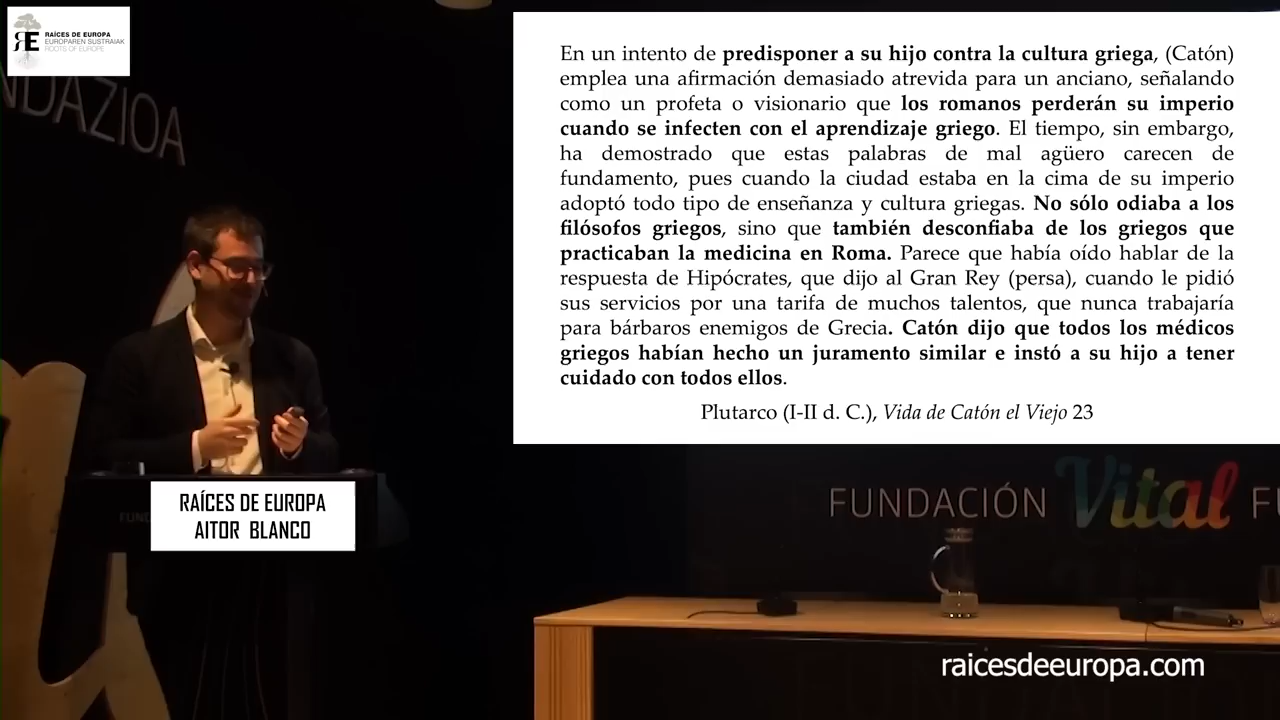 RAÍCES DE EUROPA
EUROPAREN SUSTRAIAK
ROOTS OF EUROPE
NDAZIOA
En un intento de predisponer a su hijo contra la cultura griega, (Catón)
emplea una afirmación demasiado atrevida para un anciano, señalando
como un profeta o visionario que los romanos perderán su imperio
cuando se infecten con el aprendizaje griego. El tiempo, sin embargo,
ha demostrado que estas palabras de mal agüero carecen de
fundamento, pues cuando la ciudad estaba en la cima de su imperio
adoptó todo tipo de enseñanza y cultura griegas. No sólo odiaba a los
filósofos griegos, sino que también desconfiaba de los griegos que
practicaban la medicina en Roma. Parece que había oído hablar de la
respuesta de Hipócrates, que dijo al Gran Rey (persa), cuando le pidió
sus servicios por una tarifa de muchos talentos, que nunca trabajaría
para bárbaros enemigos de Grecia. Catón dijo que todos los médicos
griegos habían hecho un juramento similar e instó a su hijo a tener
cuidado con todos ellos.
Plutarco (I-II d. C.), Vida de Catón el Viejo 23
RAÍCES DE EUROPA
AITOR BLANCO
FUNDACIÓN Vital F
raicesdeeuropa.com